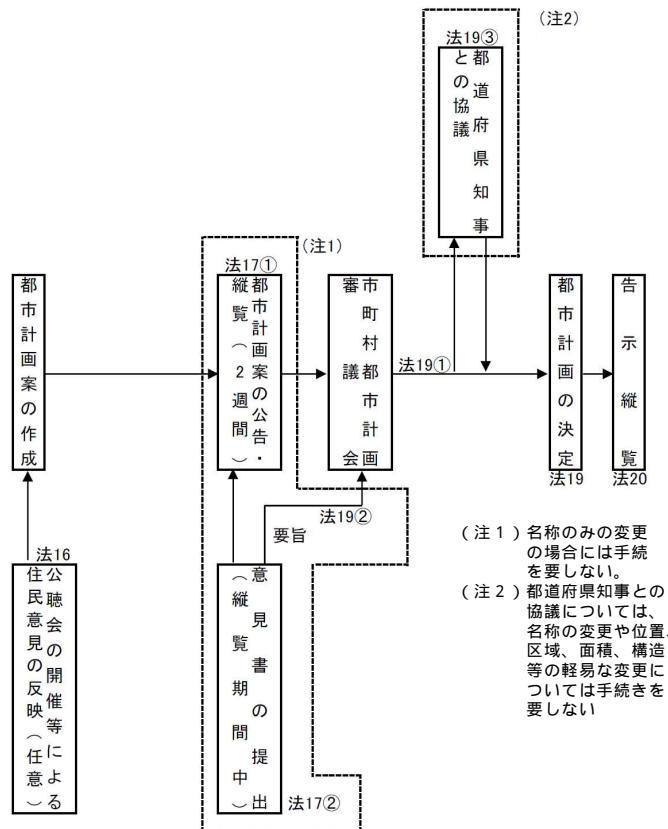 (注2)
法19③
都道府県知事
との協議
(注1)
法17①
都市計画案の作成
都市計画案の公告・
縦覧(2週間)
市町村都市計画
審議会
法19①
都市計画の決定
告示縦覧
法19
法20
法19②
要旨
法16
公聴会の開催等による
住民意見の反映(任意)
意見書の提出
(縦覧期間中)
法17②
(注1)名称のみの変更
の場合には手続
を要しない。
(注2)都道府県知事との
協議については、
名称の変更や位置、
区域、面積、構造
等の軽易な変更に
ついては手続きを
要しない